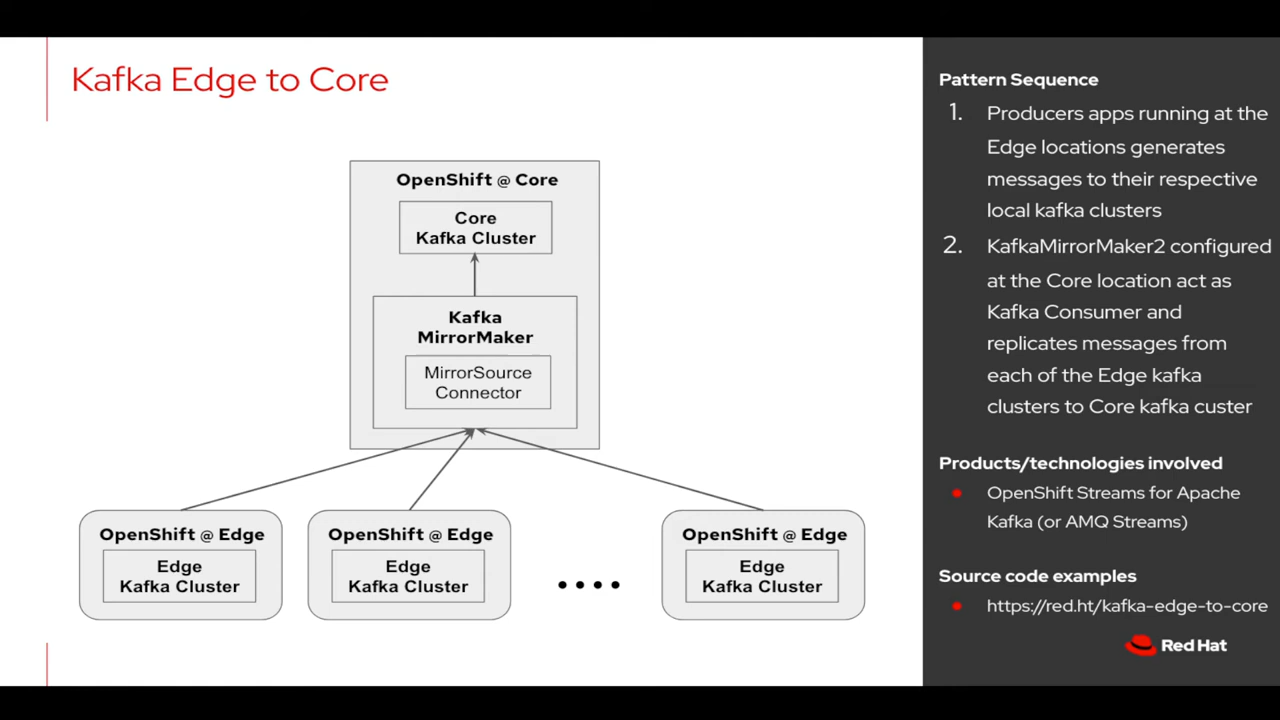 Kafka Edge to Core
OpenShift @ Core
Core
Kafka Cluster
Kafka
MirrorMaker
MirrorSource
Connector
OpenShift @ Edge
Edge
Kafka Cluster
OpenShift @ Edge
Edge
Kafka Cluster
OpenShift @ Edge
Edge
Kafka Cluster
Pattern Sequence
1. Producers apps running at the
Edge locations generates
messages to their respective
local kafka clusters
2. KafkaMirrorMaker2 configured
at the Core location act as
Kafka Consumer and
replicates messages from
each of the Edge kafka
clusters to Core kafka custer
Products/technologies involved
OpenShift Streams for Apache
Kafka (or AMQ Streams)
Source code examples
https://red.ht/kafka-edge-to-core
Red Hat